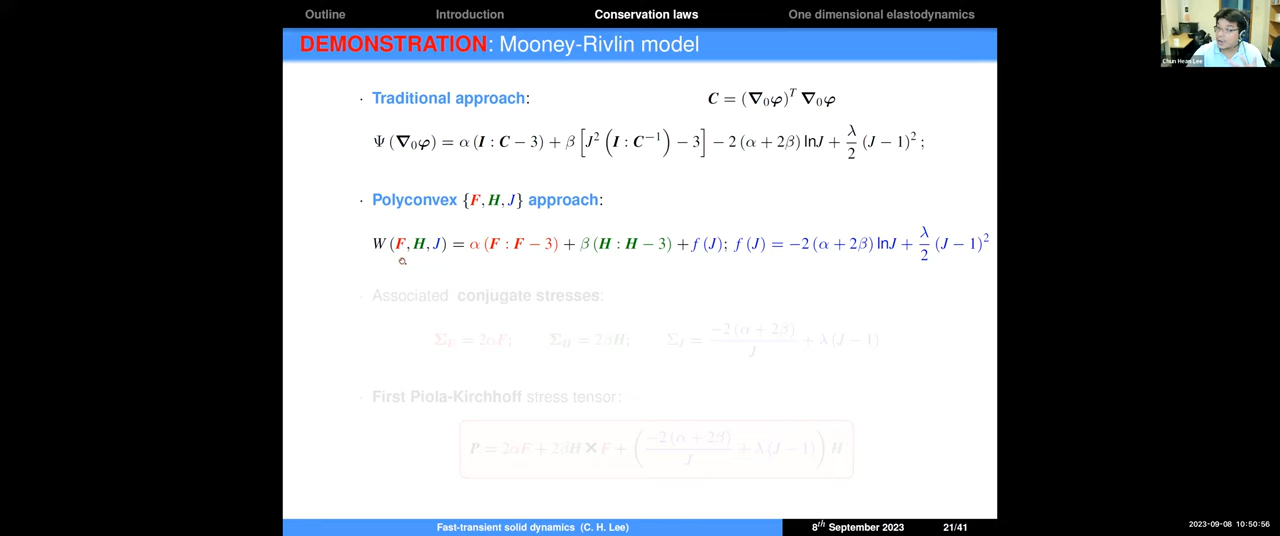 Outline Introduction Conservation laws One dimensional elastodynamics
DEMONSTRATION: Mooney-Rivlin model
Chun Hean Lee
· Traditional approach: C = (∇₀φ)ᵀ ∇₀φ
Ψ (∇₀φ) = α (I : C − 3) + β [J² (I : C⁻¹) − 3] − 2 (α + 2β) lnJ + λ/2 (J − 1)² ;
· Polyconvex {F, H, J} approach:
W (F, H, J) = α (F : F − 3) + β (H : H − 3) + f (J); f (J) = −2 (α + 2β) lnJ + λ/2 (J − 1)²
· Associated conjugate stresses:
Σ_F = 2αF; Σ_H = 2βH; Σ_J = −2 (α + 2β)/J + λ (J − 1)
· First Piola-Kirchhoff stress tensor:
P = 2αF + 2βH × F + (−2 (α + 2β)/J + λ (J − 1)) H
Fast-transient solid dynamics (C. H. Lee) 8ᵗʰ September 2023 21/41
2023-09-08 10:50:56